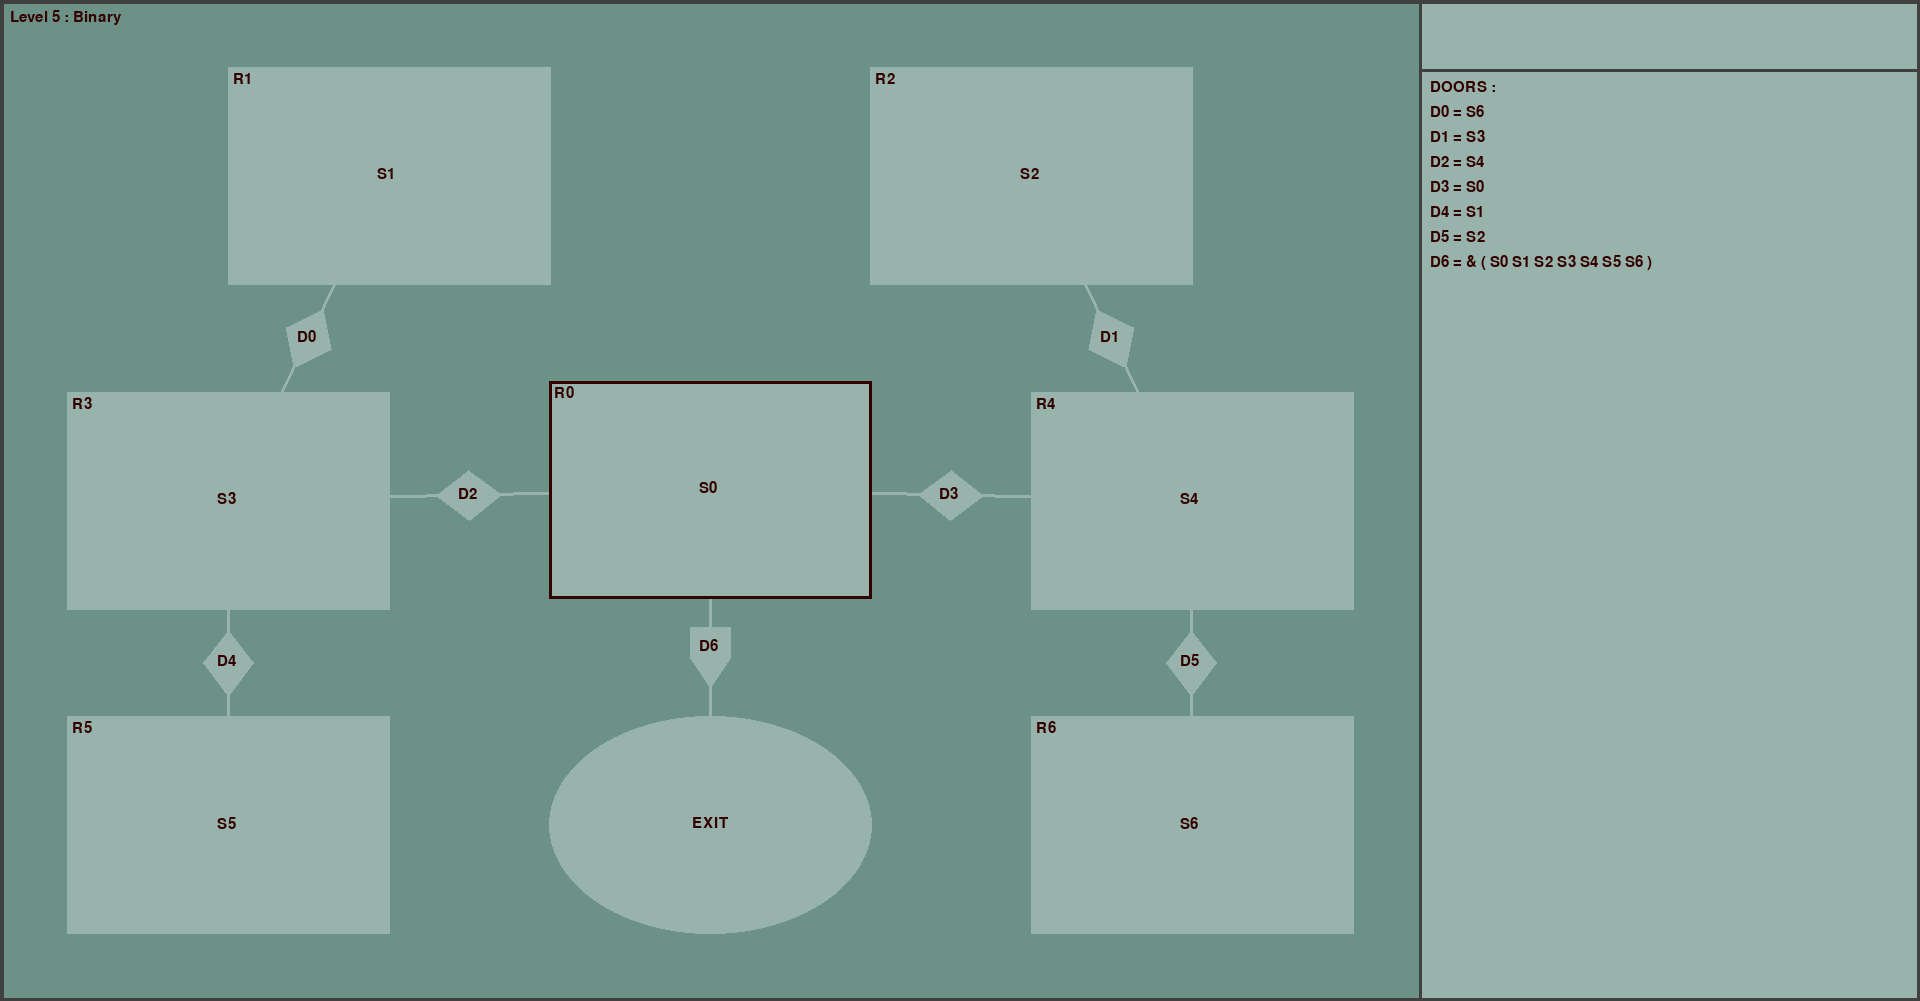 Level 5 : Binary
R1
S1
R2
S2
D0
D1
R3
S3
D2
R0
S0
D3
R4
S4
D4
D6
D5
R5
S5
EXIT
R6
S6
DOORS :
D0 = S6
D1 = S3
D2 = S4
D3 = S0
D4 = S1
D5 = S2
D6 = & ( S0 S1 S2 S3 S4 S5 S6 )